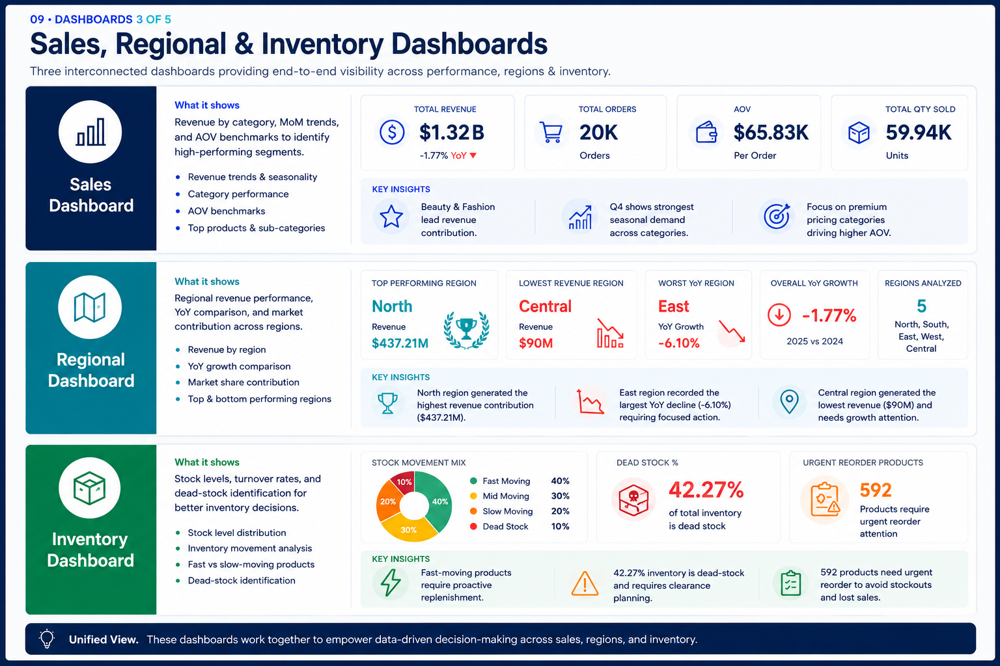 09 • DASHBOARDS 3 OF 5
Sales, Regional & Inventory Dashboards
Three interconnected dashboards providing end-to-end visibility across performance, regions & inventory.
Sales
Dashboard
What it shows
Revenue by category, MoM trends,
and AOV benchmarks to identify
high-performing segments.
• Revenue trends & seasonality
• Category performance
• AOV benchmarks
• Top products & sub-categories
TOTAL REVENUE
$1.32B
-1.77% YoY ▼
TOTAL ORDERS
20K
Orders
AOV
$65.83K
Per Order
TOTAL QTY SOLD
59.94K
Units
KEY INSIGHTS
Beauty & Fashion
lead revenue
contribution.
Q4 shows strongest
seasonal demand
across categories.
Focus on premium
pricing categories
driving higher AOV.
Regional
Dashboard
What it shows
Regional revenue performance,
YoY comparison, and market
contribution across regions.
• Revenue by region
• YoY growth comparison
• Market share contribution
• Top & bottom performing regions
TOP PERFORMING REGION
North
Revenue
$437.21M
LOWEST REVENUE REGION
Central
Revenue
$90M
WORST YoY REGION
East
YoY Growth
-6.10%
OVERALL YoY GROWTH
-1.77%
2025 vs 2024
REGIONS ANALYZED
5
North, South,
East, West,
Central
KEY INSIGHTS
North region generated the
highest revenue contribution
($437.21M).
East region recorded the
largest YoY decline (-6.10%)
requiring focused action.
Central region generated the
lowest revenue ($90M) and
needs growth attention.
Inventory
Dashboard
What it shows
Stock levels, turnover rates, and
dead-stock identification for
better inventory decisions.
• Stock level distribution
• Inventory movement analysis
• Fast vs slow-moving products
• Dead-stock identification
STOCK MOVEMENT MIX
10%
20%
40%
30%
Fast Moving 40%
Mid Moving 30%
Slow Moving 20%
Dead Stock 10%
DEAD STOCK %
42.27%
of total inventory
is dead stock
URGENT REORDER PRODUCTS
592
Products require
urgent reorder
attention
KEY INSIGHTS
Fast-moving products
require proactive
replenishment.
42.27% inventory is dead-stock
and requires clearance
planning.
592 products need urgent
reorder to avoid stockouts
and lost sales.
Unified View. These dashboards work together to empower data-driven decision-making across sales, regions, and inventory.